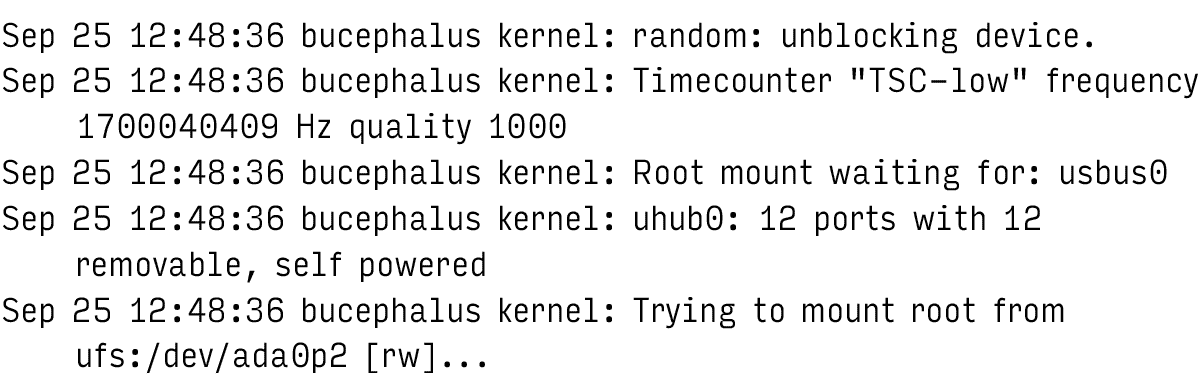 Sep 25 12:48:36 bucephalus kernel: random: unblocking device.
Sep 25 12:48:36 bucephalus kernel: Timecounter "TSC-low" frequency
1700040409 Hz quality 1000
Sep 25 12:48:36 bucephalus kernel: Root mount waiting for: usbus0
Sep 25 12:48:36 bucephalus kernel: uhub0: 12 ports with 12
removable, self powered
Sep 25 12:48:36 bucephalus kernel: Trying to mount root from
ufs:/dev/ada0p2 [rw]...